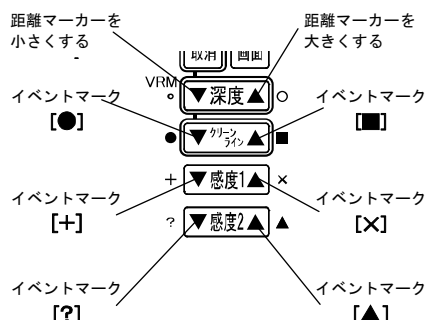 距離マーカーを
小さくする
距離マーカーを
大きくする
取消 画面
VRM
▼深度▲
イベントマーク
[●]
イベントマーク
[■]
▼クリーンライン▲
+ ▼感度1▲ ×
イベントマーク
[+]
イベントマーク
[×]
? ▼感度2▲ ▲
イベントマーク
[?]
イベントマーク
[▲]